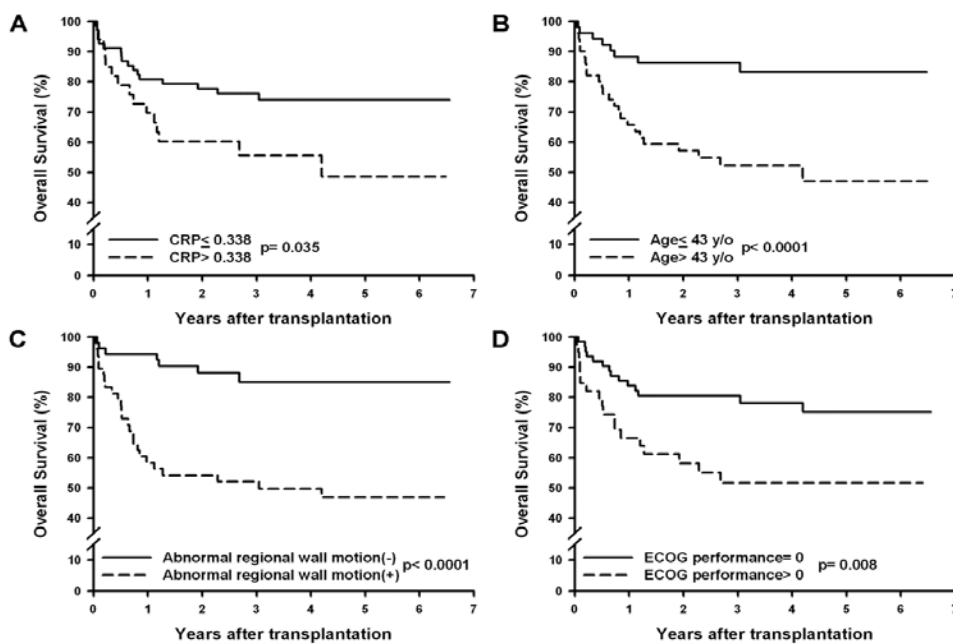 A
Overall Survival (%)
100
90
80
70
60
50
40
10
0
CRP≤ 0.338
CRP> 0.338
p= 0.035
0 1 2 3 4 5 6 7
Years after transplantation
B
Overall Survival (%)
100
90
80
70
60
50
40
10
0
Age≤ 43 y/o
Age> 43 y/o
p< 0.0001
0 1 2 3 4 5 6 7
Years after transplantation
C
Overall Survival (%)
100
90
80
70
60
50
40
10
0
Abnormal regional wall motion(-)
Abnormal regional wall motion(+)
p< 0.0001
0 1 2 3 4 5 6 7
Years after transplantation
D
Overall Survival (%)
100
90
80
70
60
50
40
10
0
ECOG performance= 0
ECOG performance> 0
p= 0.008
0 1 2 3 4 5 6 7
Years after transplantation